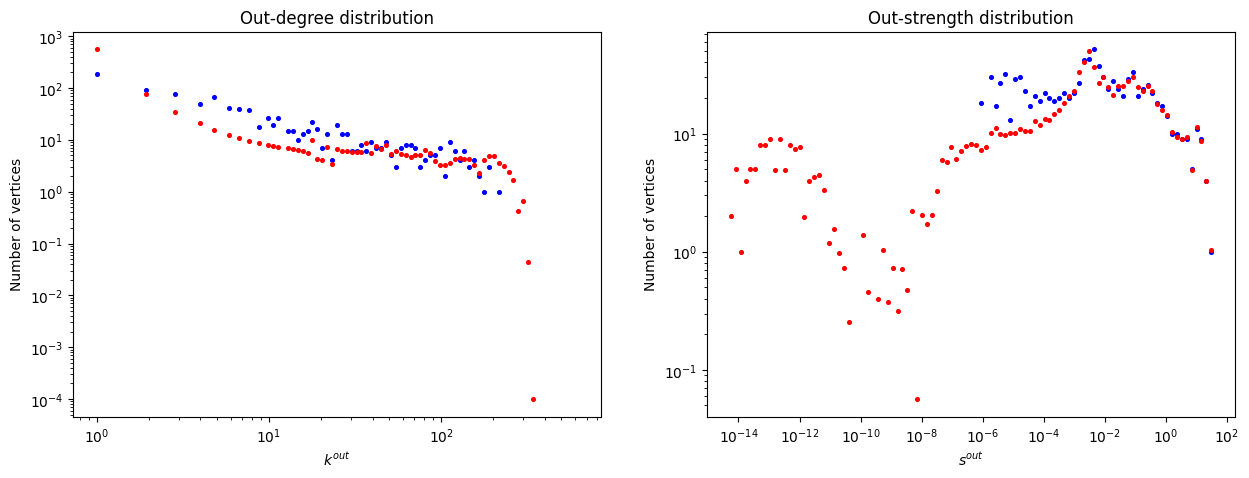 Out-degree distribution
Number of vertices
10^3
10^2
10^1
10^0
10^-1
10^-2
10^-3
10^-4
10^0 10^1 10^2
k^out
Out-strength distribution
Number of vertices
10^1
10^0
10^-1
10^-14 10^-12 10^-10 10^-8 10^-6 10^-4 10^-2 10^0 10^2
s^out